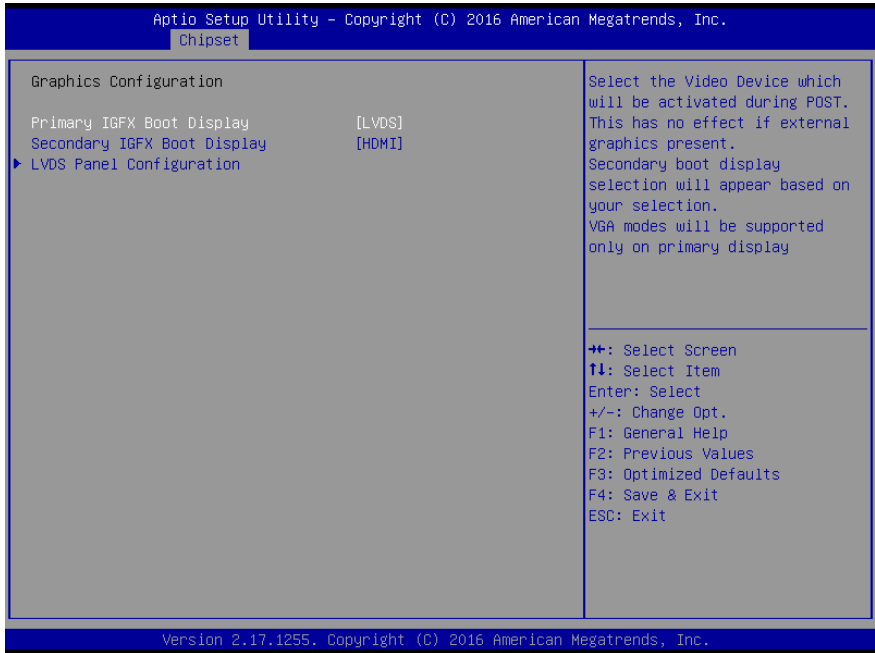 Aptio Setup Utility – Copyright (C) 2016 American Megatrends, Inc.
Chipset
Graphics Configuration
Primary IGFX Boot Display [LVDS]
Secondary IGFX Boot Display [HDMI]
LVDS Panel Configuration
Select the Video Device which
will be activated during POST.
This has no effect if external
graphics present.
Secondary boot display
selection will appear based on
your selection.
VGA modes will be supported
only on primary display
→←: Select Screen
↑↓: Select Item
Enter: Select
+/-: Change Opt.
F1: General Help
F2: Previous Values
F3: Optimized Defaults
F4: Save & Exit
ESC: Exit
Version 2.17.1255. Copyright (C) 2016 American Megatrends, Inc.